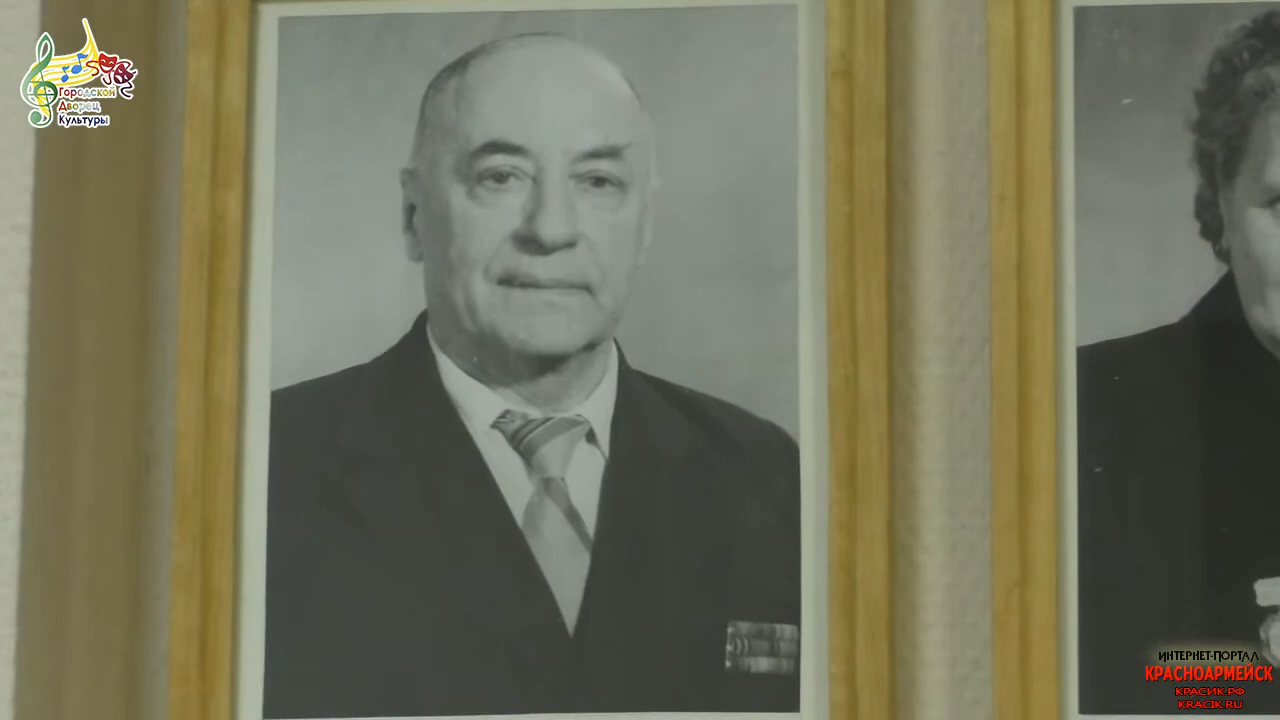 Городской
Дворец
Культуры
ИНТЕРНЕТ-ПОРТАЛ
КРАСНОАРМЕЙСК
КРАСИК.РФ
KRACIK.RU